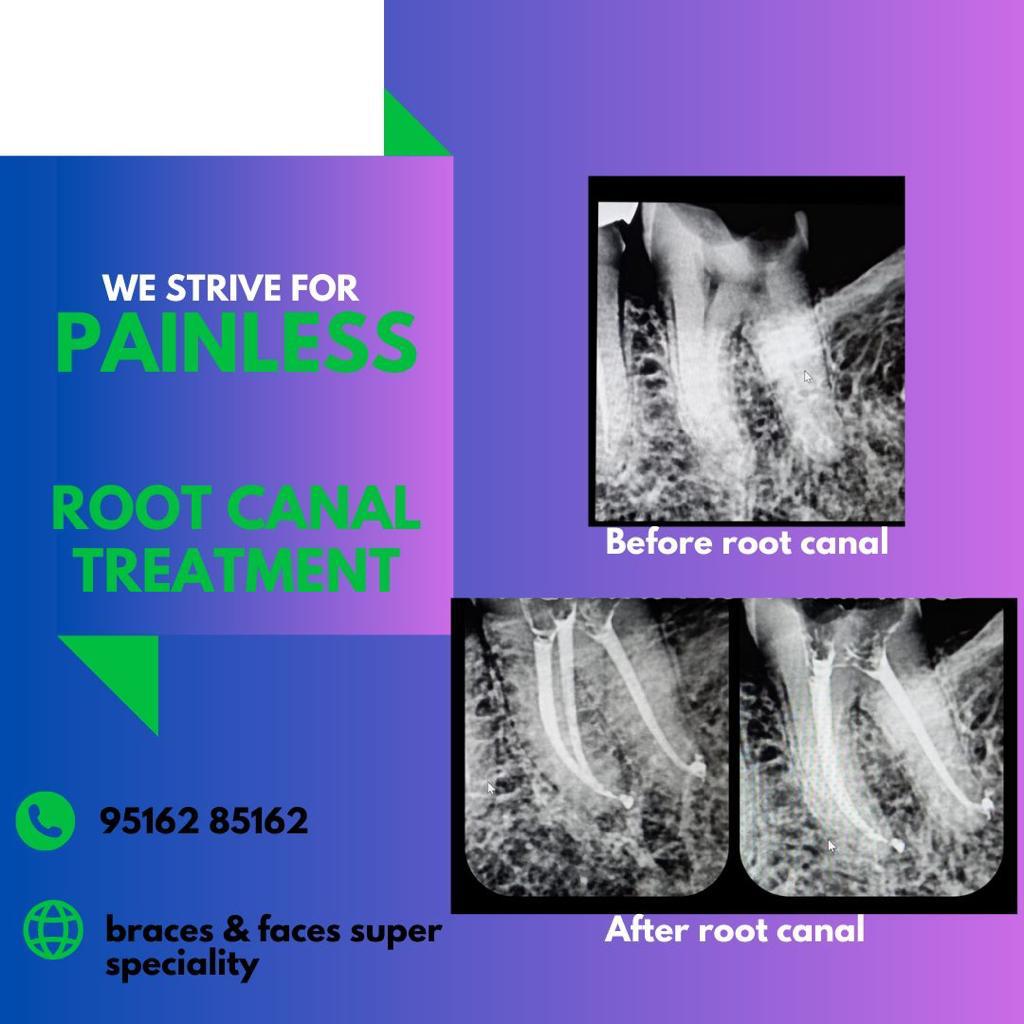 WE STRIVE FOR
PAINLESS
ROOT CANAL
TREATMENT
Before root canal
After root canal
95162 85162
braces & faces super
speciality